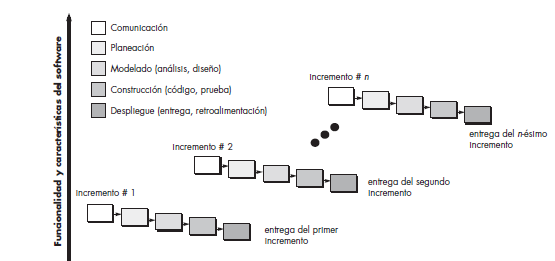 Funcionalidad y características del software
Comunicación
Planeación
Modelado (análisis, diseño)
Construcción (código, prueba)
Despliegue (entrega, retroalimentación)
Incremento # n
entrega del n-ésimo
Incremento
Incremento # 2
entrega del segundo
Incremento
Incremento # 1
entrega del primer
Incremento